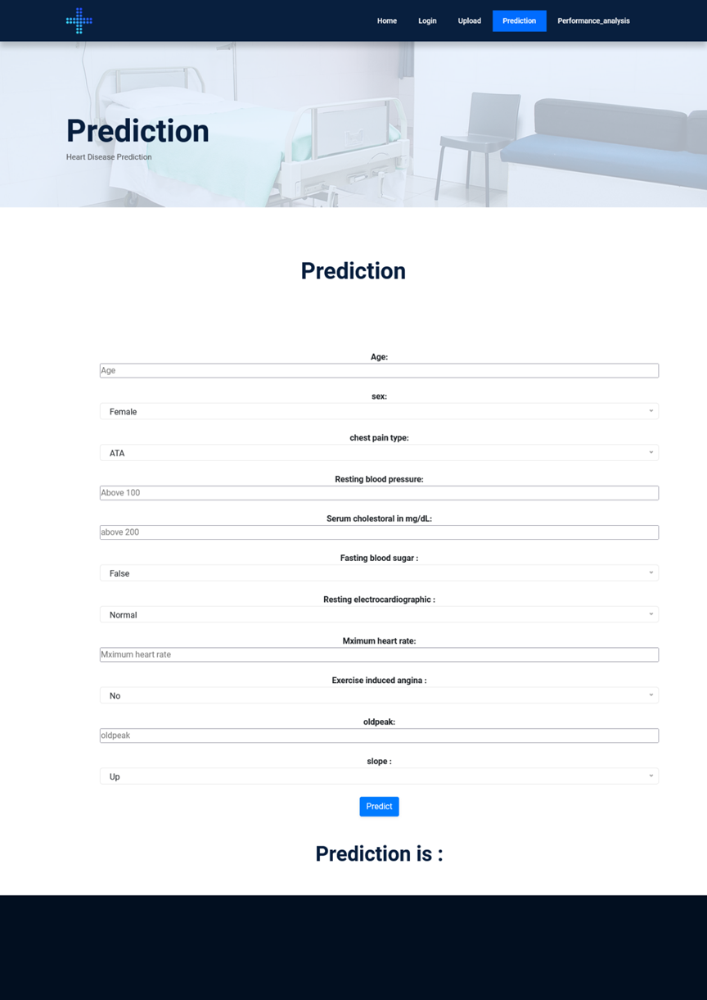 Home Login Upload Prediction Performance_analysis
Prediction
Heart Disease Prediction
Prediction
Age:
Age
sex:
Female
chest pain type:
ATA
Resting blood pressure:
Above 100
Serum cholestoral in mg/dL:
above 200
Fasting blood sugar :
False
Resting electrocardiographic :
Normal
Mximum heart rate:
Mximum heart rate
Exercise induced angina :
No
oldpeak:
oldpeak
slope :
Up
Predict
Prediction is :